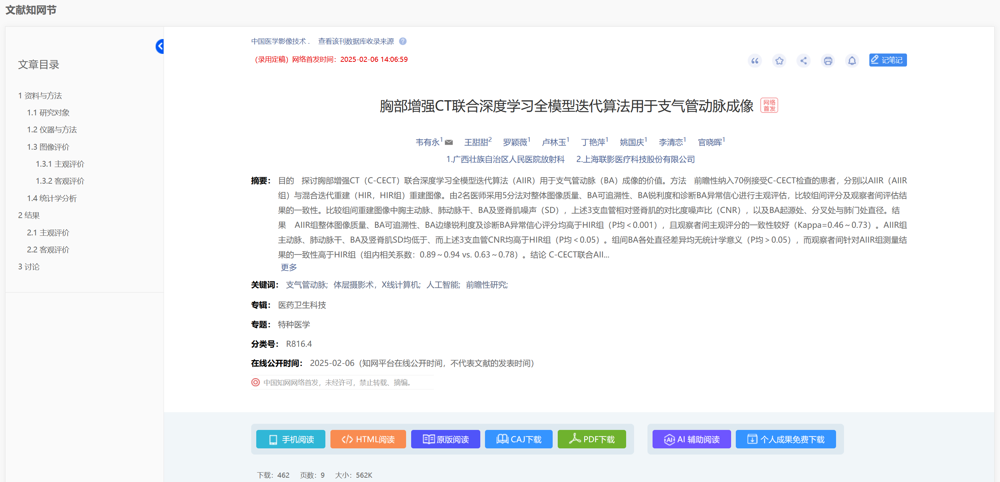 文献知网节
文章目录
1 资料与方法
1.1 研究对象
1.2 仪器与方法
1.3 图像评价
1.3.1 主观评价
1.3.2 客观评价
1.4 统计学分析
2 结果
2.1 主观评价
2.2 客观评价
3 讨论
中国医学影像技术 . 查看该刊数据库收录来源 ?
（录用定稿）网络首发时间：2025-02-06 14:06:59
记笔记
胸部增强CT联合深度学习全模型迭代算法用于支气管动脉成像 网络首发
韦有永1 王甜甜2 罗颖薇1 卢林玉1 丁艳萍1 姚国庆1 李清恋1 官晓晖1
1.广西壮族自治区人民医院放射科 2.上海联影医疗科技股份有限公司
摘要： 目的 探讨胸部增强CT（C-CECT）联合深度学习全模型迭代算法（AIIR）用于支气管动脉（BA）成像的价值。方法 前瞻性纳入70例接受C-CECT检查的患者，分别以AIIR（AIIR
组）与混合迭代重建（HIR，HIR组）重建图像。由2名医师采用5分法对整体图像质量、BA可追溯性、BA锐利度和诊断BA异常信心进行主观评估，比较组间评分及观察者间评估结
果的一致性。比较组间重建图像中胸主动脉、肺动脉干、BA及竖脊肌噪声（SD），上述3支血管相对竖脊肌的对比度噪声比（CNR），以及BA起源处、分叉处与肺门处直径。结
果 AIIR组整体图像质量、BA可追溯性、BA边缘锐利度及诊断BA异常信心评分均高于HIR组（P均＜0.001），且观察者间主观评分的一致性较好（Kappa=0.46～0.73）。AIIR组
主动脉、肺动脉干、BA及竖脊肌SD均低于、而上述3支血管CNR均高于HIR组（P均＜0.05）。组间BA各处直径差异均无统计学意义（P均＞0.05），而观察者间针对AIIR组测量结
果的一致性高于HIR组（组内相关系数：0.89～0.94 vs. 0.63～0.78）。结论 C-CECT联合AII...
更多
关键词： 支气管动脉; 体层摄影术，X线计算机; 人工智能; 前瞻性研究;
专辑： 医药卫生科技
专题： 特种医学
分类号： R816.4
在线公开时间： 2025-02-06（知网平台在线公开时间，不代表文献的发表时间）
中国知网网络首发，未经许可，禁止转载、摘编。
手机阅读 HTML阅读 原版阅读 CAJ下载 PDF下载 AI 辅助阅读 个人成果免费下载
下载：462 页数：9 大小：562K